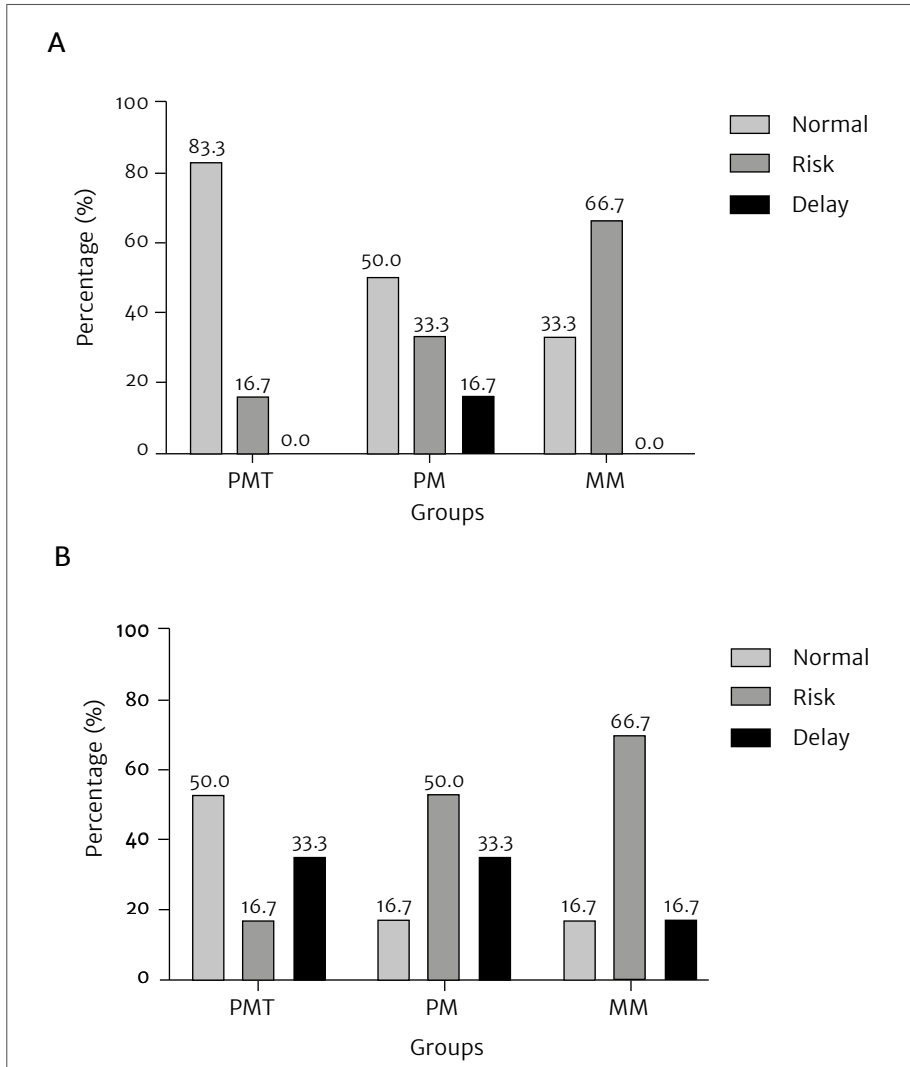 A
100
80
60
40
20
0
Percentage (%)
83.3
16.7
0.0
50.0
33.3
16.7
33.3
66.7
0.0
PMT PM MM
Groups
Normal
Risk
Delay
B
100
80
60
40
20
0
Percentage (%)
50.0
16.7
33.3
16.7
50.0
33.3
16.7
66.7
16.7
PMT PM MM
Groups
Normal
Risk
Delay